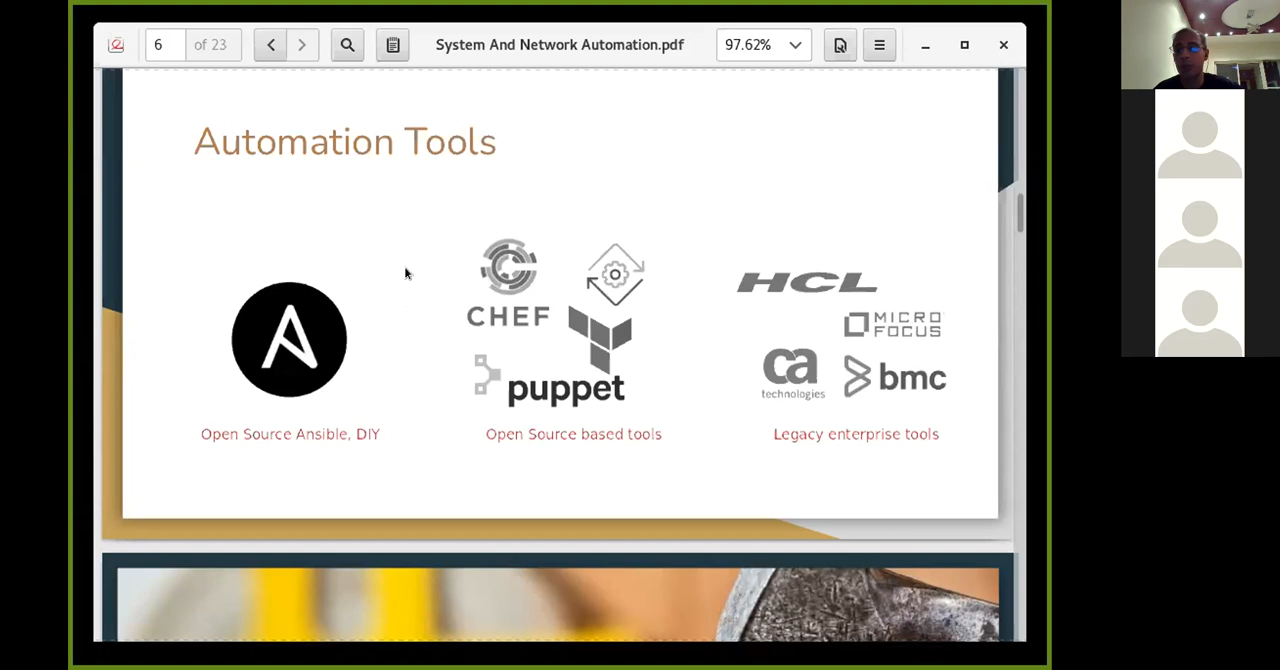 6
of 23
System And Network Automation.pdf
97.62%
Automation Tools
CHEF
puppet
HCL
MICRO
FOCUS
ca
technologies
bmc
Open Source Ansible, DIY
Open Source based tools
Legacy enterprise tools